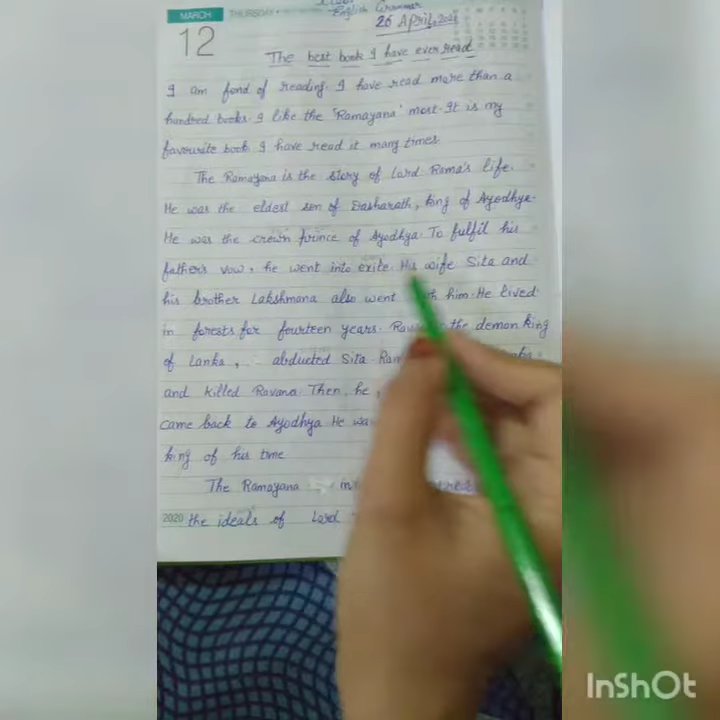 MARCH THURSDAY
English Grammar
12
26 April, 202
The best book I have ever read
I am fond of reading. I have read more than a
hundred books. I like the 'Ramayana' most. It is my
favourite book. I have read it many times.
The Ramayana is the story of Lord Rama's life.
He was the eldest son of Dasharath, king of Ayodhya.
He was the crown prince of Ayodhya. To fulfil his
father's vow, he went into exile. His wife Sita and
his brother Lakshmana also went him. He lived
in forests for fourteen years. the demon king
of Lanka, abducted Sita
and killed Ravana. Then, he,
came back to Ayodhya He
king of his time
The Ramayana
2020 the ideals of Lord
InShOt